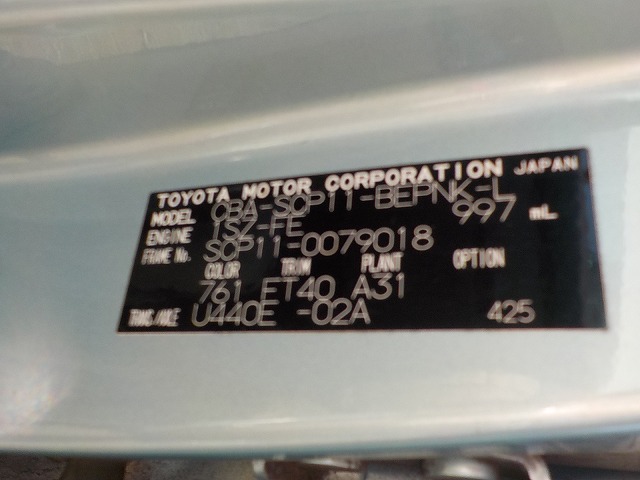 TOYOTA MOTOR CORPORATION JAPAN
MODEL CBA-SCP11-BEPNK-L
ENGINE 1SZ-FE 997 mL
FRAME No. SCP11-0079018
COLOR TRIM PLANT OPTION
761 ET40 A31
TRANS/AXLE U440E -02A 425